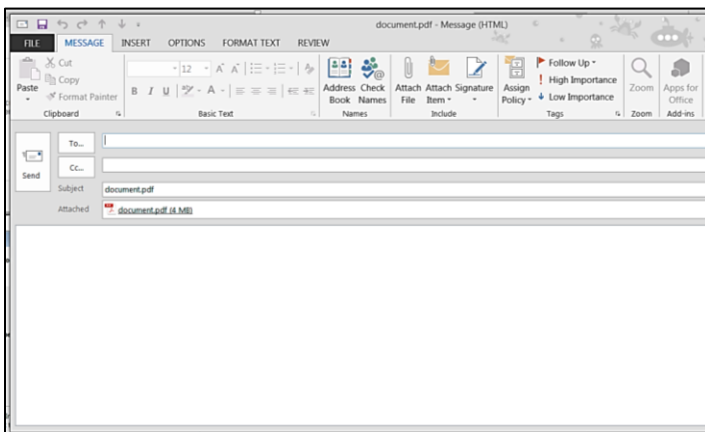 document.pdf - Message (HTML)
FILE MESSAGE INSERT OPTIONS FORMAT TEXT REVIEW
Paste
Cut
Copy
Format Painter
Clipboard
12
B I U
Basic Text
Address Book
Check Names
Names
Attach File
Attach Item
Signature
Include
Assign Policy
Follow Up
High Importance
Low Importance
Tags
Zoom
Zoom
Apps for Office
Add-ins
Send
To...
Cc...
Subject document.pdf
Attached document.pdf (4 MB)